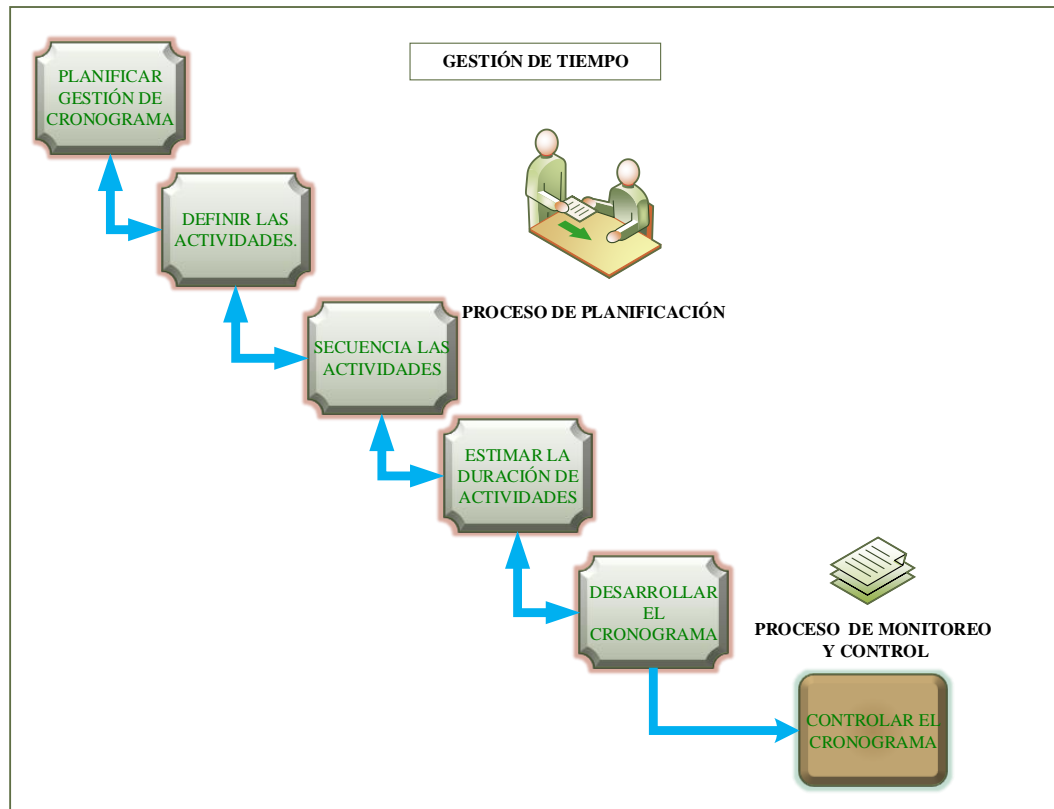 GESTIÓN DE TIEMPO
PLANIFICAR
GESTIÓN DE
CRONOGRAMA
DEFINIR LAS
ACTIVIDADES.
PROCESO DE PLANIFICACIÓN
SECUENCIA LAS
ACTIVIDADES
ESTIMAR LA
DURACIÓN DE
ACTIVIDADES
DESARROLLAR
EL
CRONOGRAMA
PROCESO DE MONITOREO
Y CONTROL
CONTROLAR EL
CRONOGRAMA